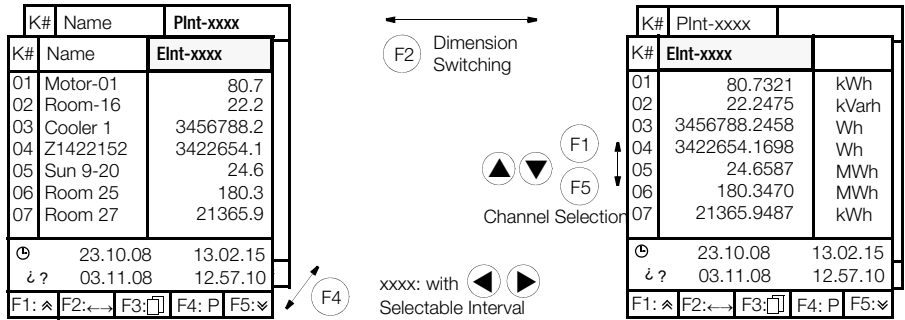 K# Name PInt-xxxx
K# Name EInt-xxxx
01 Motor-01 80.7
02 Room-16 22.2
03 Cooler 1 3456788.2
04 Z1422152 3422654.1
05 Sun 9-20 24.6
06 Room 25 180.3
07 Room 27 21365.9
23.10.08 13.02.15
¿? 03.11.08 12.57.10
F1: F2:←→ F3: F4: P F5:
F2 Dimension
Switching
F1
F5
Channel Selection
F4
xxxx: with
Selectable Interval
K# PInt-xxxx
K# EInt-xxxx
01 80.7321 kWh
02 22.2475 kVarh
03 3456788.2458 Wh
04 3422654.1698 Wh
05 24.6587 MWh
06 180.3470 MWh
07 21365.9487 kWh
23.10.08 13.02.15
¿? 03.11.08 12.57.10
F1: F2:←→ F3: F4: P F5: